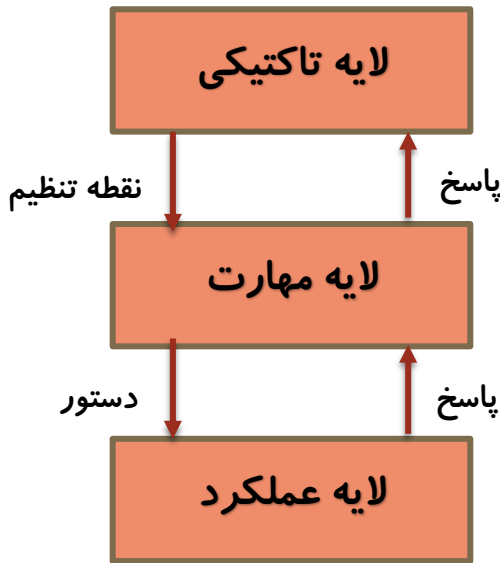 لایه تاکتیکی
پاسخ
نقطه تنظیم
لایه مهارت
پاسخ
دستور
لایه عملکرد